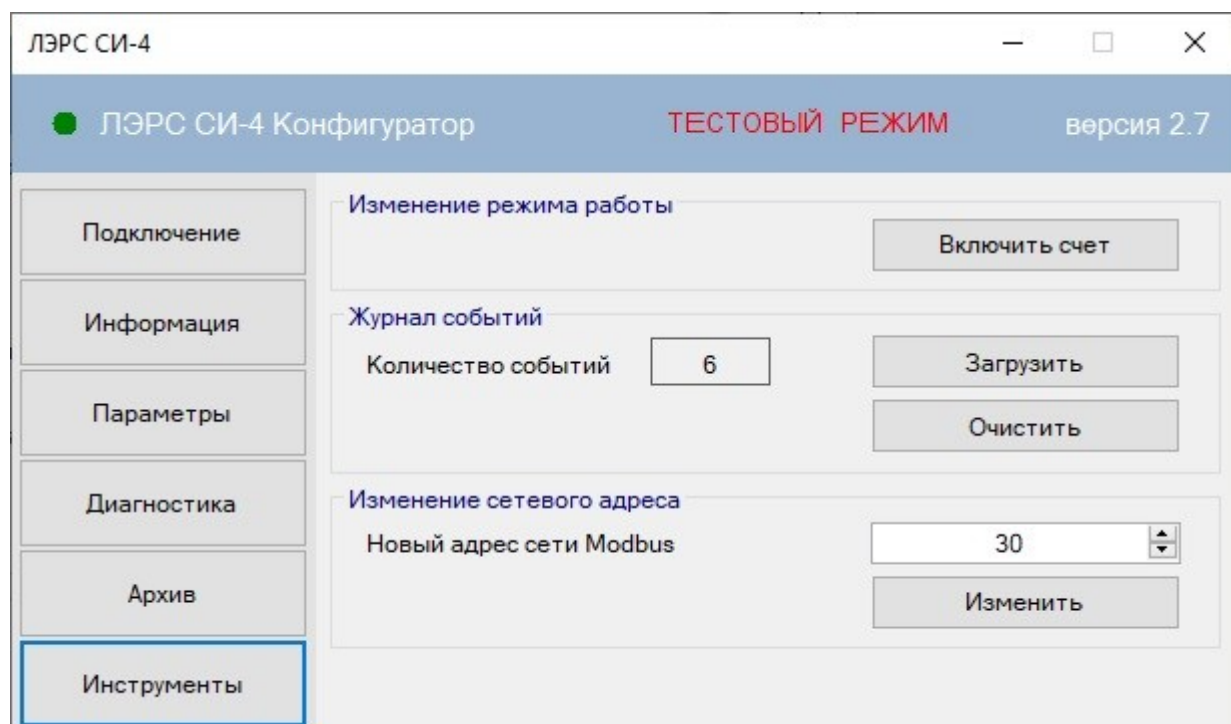 ЛЭРС СИ-4
ЛЭРС СИ-4 Конфигуратор ТЕСТОВЫЙ РЕЖИМ версия 2.7
Подключение
Информация
Параметры
Диагностика
Архив
Инструменты
Изменение режима работы
Включить счет
Журнал событий
Количество событий 6 Загрузить
Очистить
Изменение сетевого адреса
Новый адрес сети Modbus 30
Изменить